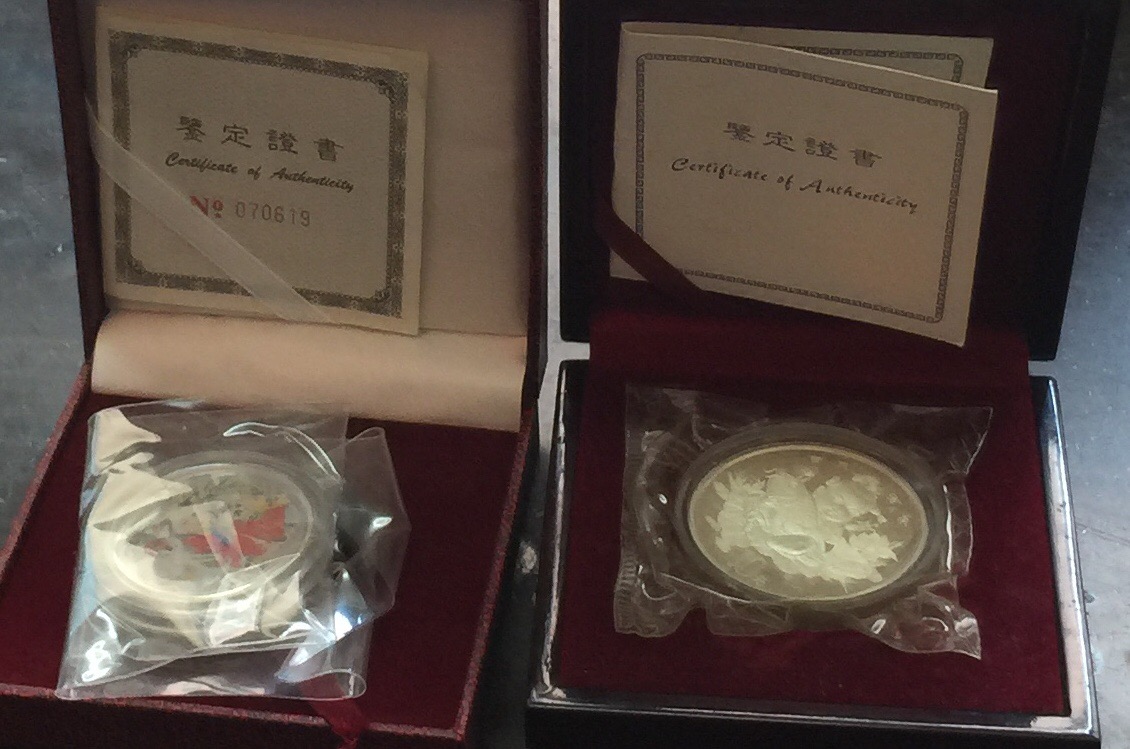 鑒定證書
Certificate of Authenticity
Nº 070619
鑒定證書
Certificate of Authenticity